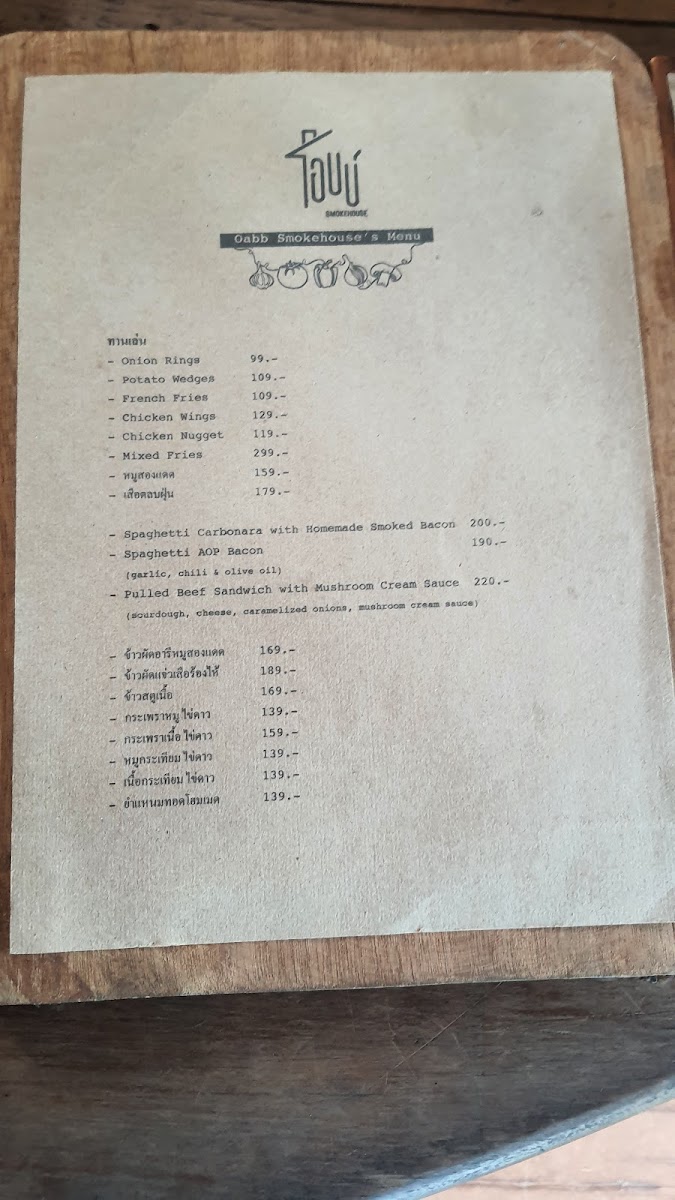 โอบบ์
SMOKEHOUSE
Oabb Smokehouse's Menu
ทานเล่น
- Onion Rings 99.-
- Potato Wedges 109.-
- French Fries 109.-
- Chicken Wings 129.-
- Chicken Nugget 119.-
- Mixed Fries 299.-
- หมูสองแดด 159.-
- เสือหลบฝุ่น 179.-
- Spaghetti Carbonara with Homemade Smoked Bacon 200.-
- Spaghetti AOP Bacon 190.-
(garlic, chili & olive oil)
- Pulled Beef Sandwich with Mushroom Cream Sauce 220.-
(sourdough, cheese, caramelized onions, mushroom cream sauce)
- ข้าวผัดอารีหมูสองแดด 169.-
- ข้าวผัดแจ่วเสือร้องไห้ 189.-
- ข้าวสตูเนื้อ 169.-
- กระเพราหมู ไข่ดาว 139.-
- กระเพราเนื้อ ไข่ดาว 159.-
- หมูกระเทียม ไข่ดาว 139.-
- เนื้อกระเทียม ไข่ดาว 139.-
- ยำแหนมทอดโฮมเมด 139.-